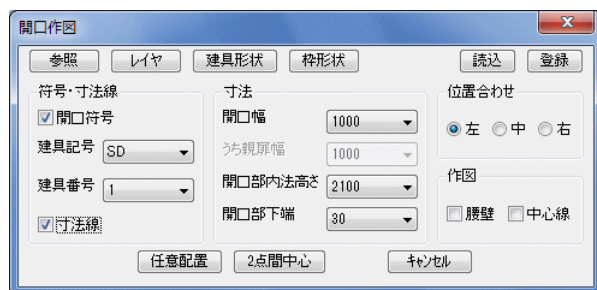 開口作図
参照 レイヤ 建具形状 枠形状 読込 登録
符号・寸法線
開口符号
建具記号 SD
建具番号 1
寸法線
寸法
開口幅 1000
うち親扉幅 1000
開口部内法高さ 2100
開口部下端 30
位置合わせ
左 中 右
作図
腰壁 中心線
任意配置 2点間中心 ｷｬﾝｾﾙ